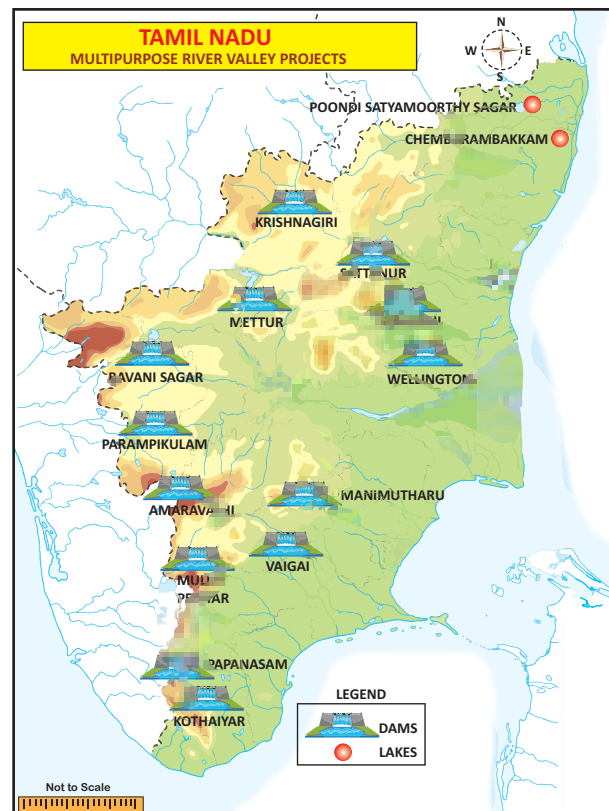 TAMIL NADU
MULTIPURPOSE RIVER VALLEY PROJECTS
N
W E
S
POONDI SATYAMOORTHY SAGAR
KRISHNAGIRI
METTUR
WELLINGTON
SAGAR
PARAMPIKULAM
MANIMUTHARU
VAIGAI
PAPANASAM
KOTHAIYAR
LEGEND
DAMS
LAKES
Not to Scale